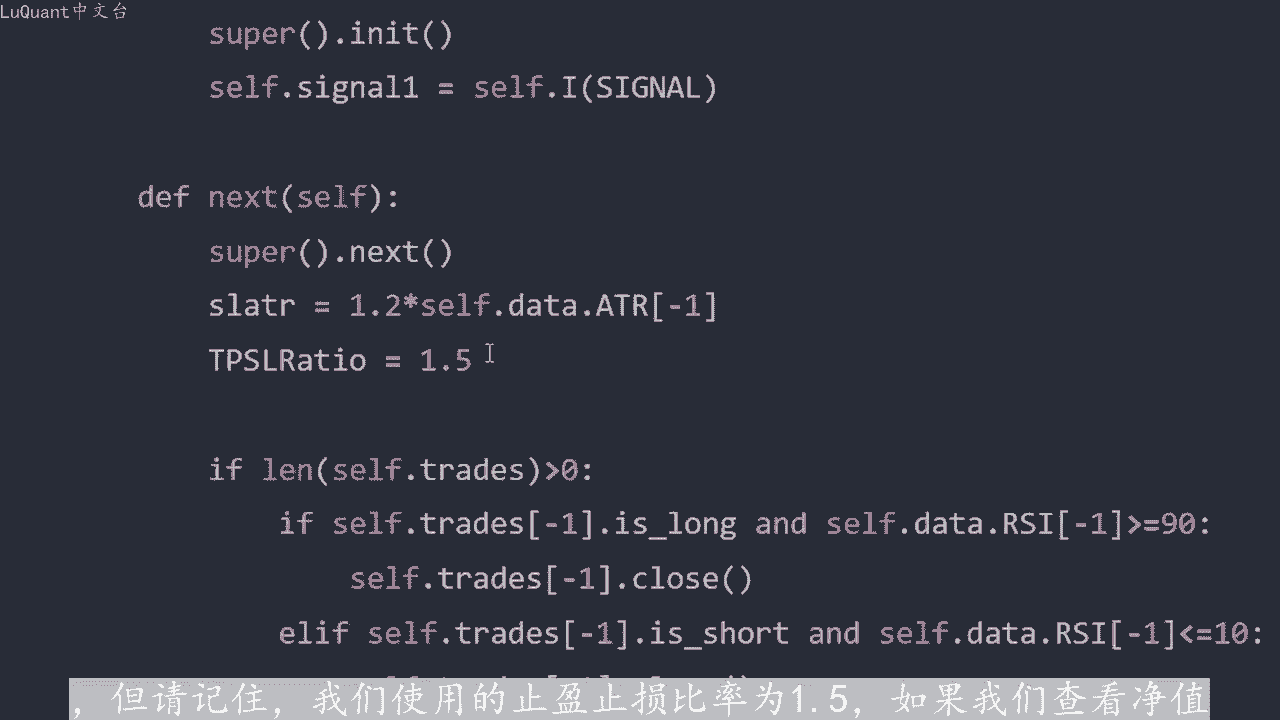 LuQuant中文台
super().init()
self.signal1 = self.I(SIGNAL)
def next(self):
super().next()
slatr = 1.2*self.data.ATR[-1]
TPSLRatio = 1.5
if len(self.trades)>0:
if self.trades[-1].is_long and self.data.RSI[-1]>=90:
self.trades[-1].close()
elif self.trades[-1].is_short and self.data.RSI[-1]<=10:
，但请记住，我们使用的止盈止损比率为1.5，如果我们查看净值